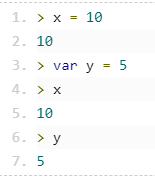 1. > x = 10
2. 10
3. > var y = 5
4. > x
5. 10
6. > y
7. 5